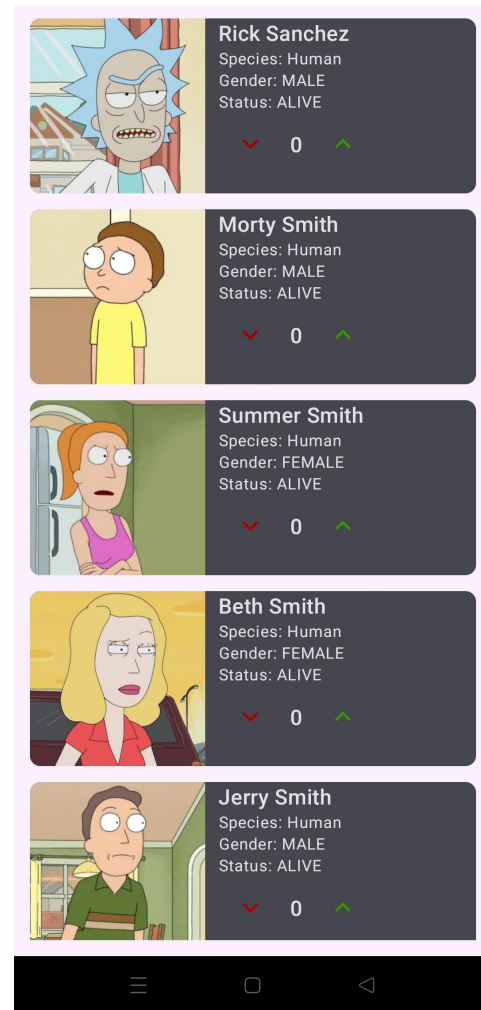 Rick Sanchez
Species: Human
Gender: MALE
Status: ALIVE
0
Morty Smith
Species: Human
Gender: MALE
Status: ALIVE
0
Summer Smith
Species: Human
Gender: FEMALE
Status: ALIVE
0
Beth Smith
Species: Human
Gender: FEMALE
Status: ALIVE
0
Jerry Smith
Species: Human
Gender: MALE
Status: ALIVE
0